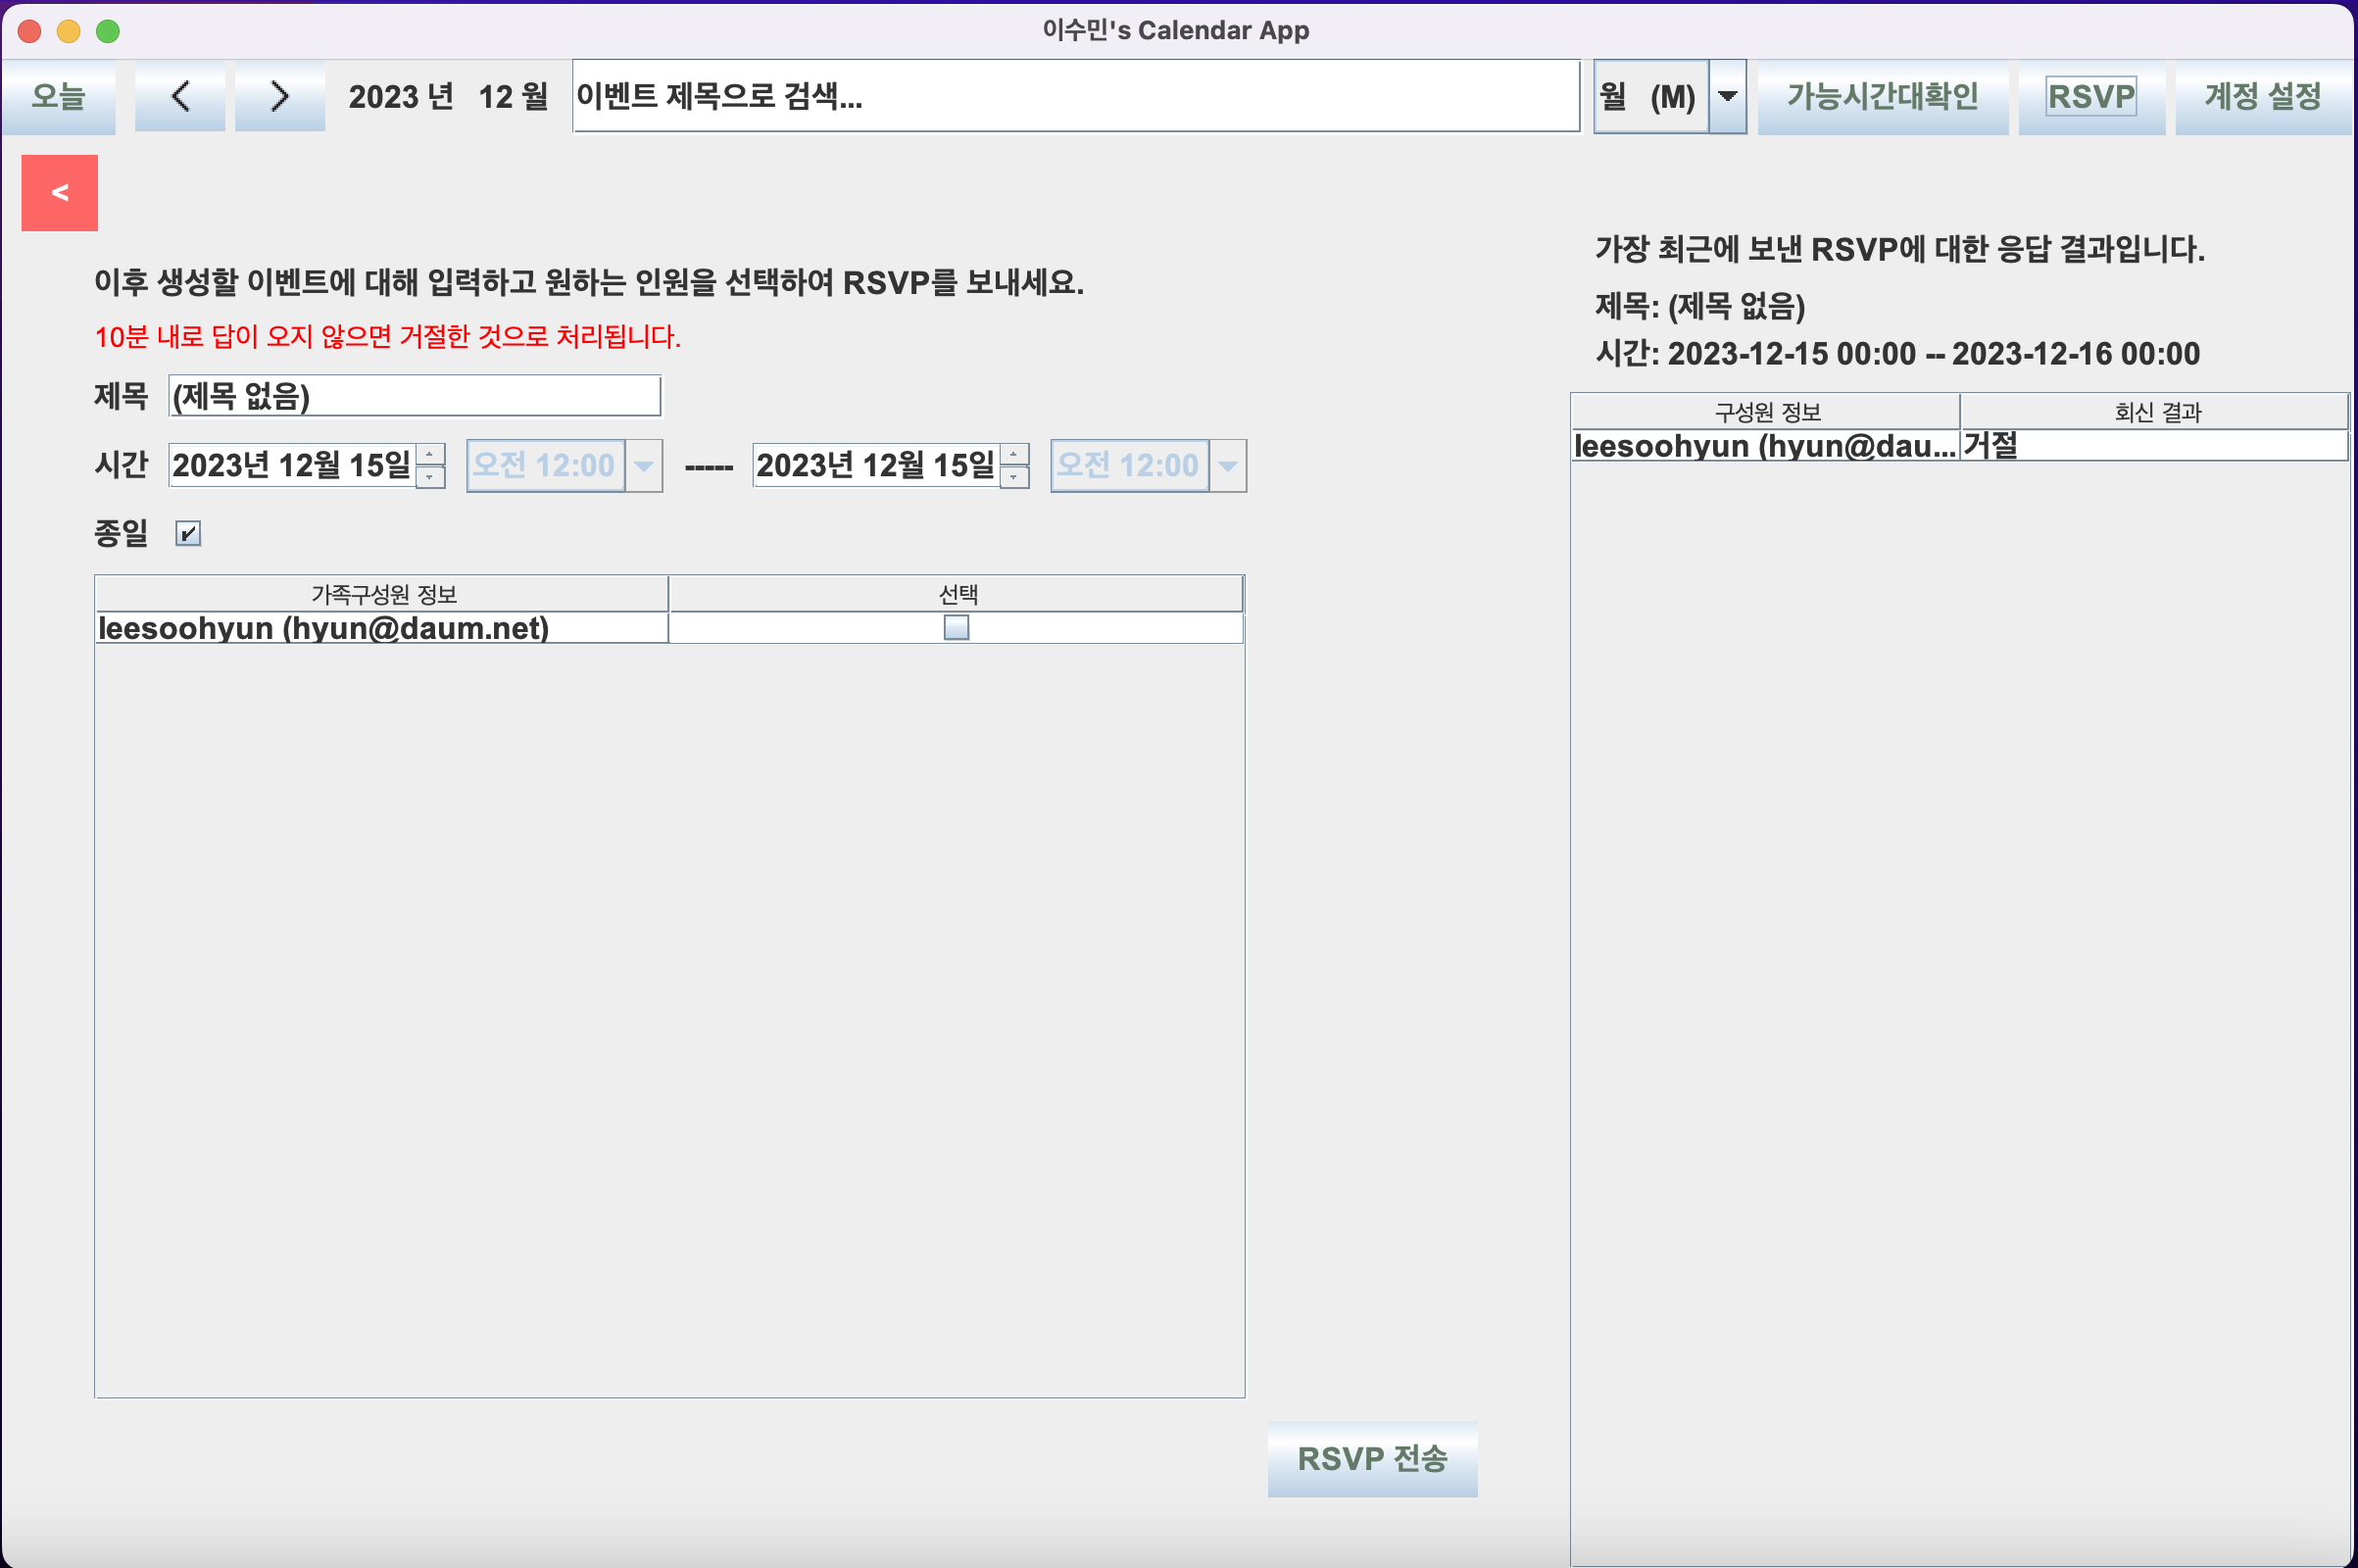 이수민's Calendar App
오늘 < > 2023 년 12 월 이벤트 제목으로 검색... 월 (M) 가능시간대확인 RSVP 계정 설정
<
이후 생성할 이벤트에 대해 입력하고 원하는 인원을 선택하여 RSVP를 보내세요.
10분 내로 답이 오지 않으면 거절한 것으로 처리됩니다.
제목 (제목 없음)
시간 2023년 12월 15일 오전 12:00 ----- 2023년 12월 15일 오전 12:00
종일
가족구성원 정보 선택
leesoohyun (hyun@daum.net)
RSVP 전송
가장 최근에 보낸 RSVP에 대한 응답 결과입니다.
제목: (제목 없음)
시간: 2023-12-15 00:00 -- 2023-12-16 00:00
구성원 정보 회신 결과
leesoohyun (hyun@dau... 거절